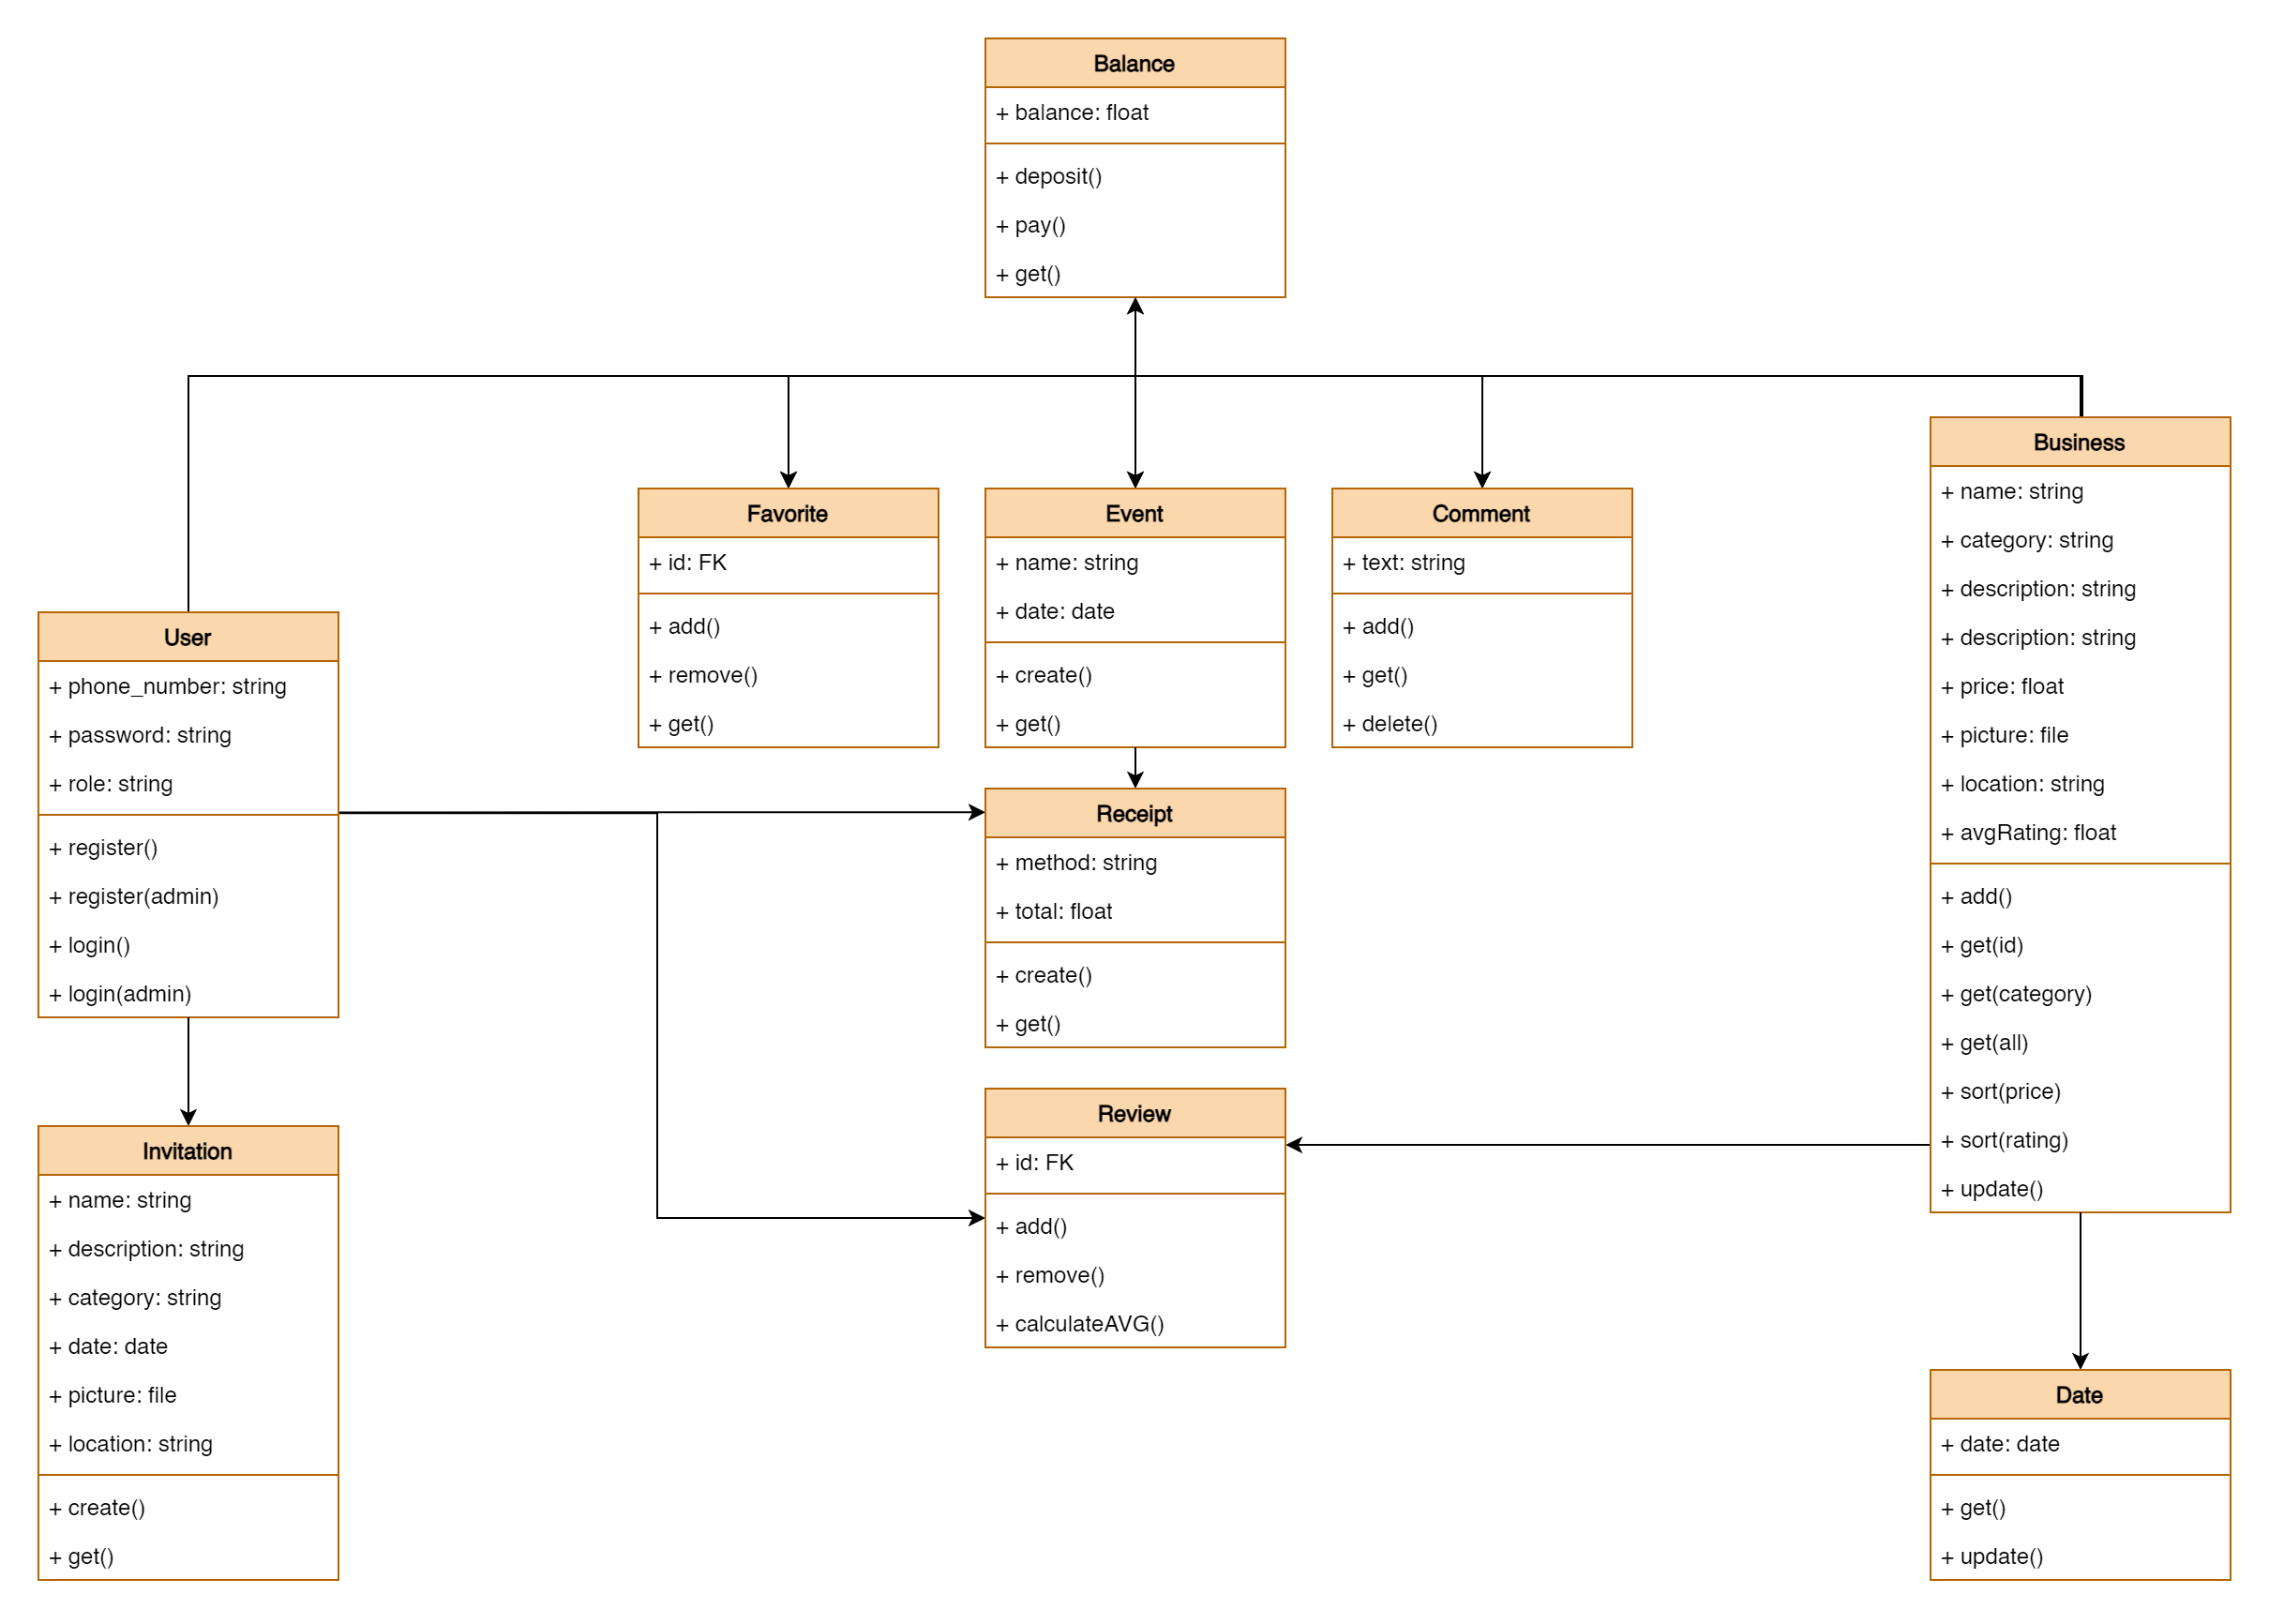 Balance
+ balance: float
+ deposit()
+ pay()
+ get()
User
+ phone_number: string
+ password: string
+ role: string
+ register()
+ register(admin)
+ login()
+ login(admin)
Favorite
+ id: FK
+ add()
+ remove()
+ get()
Event
+ name: string
+ date: date
+ create()
+ get()
Comment
+ text: string
+ add()
+ get()
+ delete()
Business
+ name: string
+ category: string
+ description: string
+ description: string
+ price: float
+ picture: file
+ location: string
+ avgRating: float
+ add()
+ get(id)
+ get(category)
+ get(all)
+ sort(price)
+ sort(rating)
+ update()
Receipt
+ method: string
+ total: float
+ create()
+ get()
Invitation
+ name: string
+ description: string
+ category: string
+ date: date
+ picture: file
+ location: string
+ create()
+ get()
Review
+ id: FK
+ add()
+ remove()
+ calculateAVG()
Date
+ date: date
+ get()
+ update()